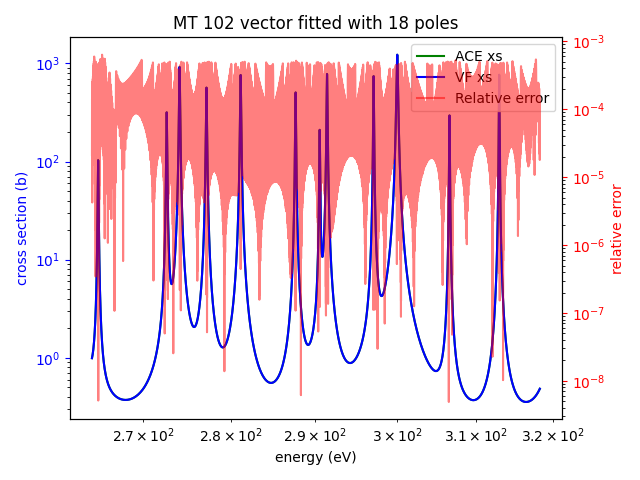 MT 102 vector fitted with 18 poles
ACE xs
VF xs
Relative error
cross section (b)
10³
10²
10¹
10⁰
10⁻³
10⁻⁴
10⁻⁵
10⁻⁶
10⁻⁷
10⁻⁸
relative error
2.7 × 10² 2.8 × 10² 2.9 × 10² 3 × 10² 3.1 × 10² 3.2 × 10²
energy (eV)